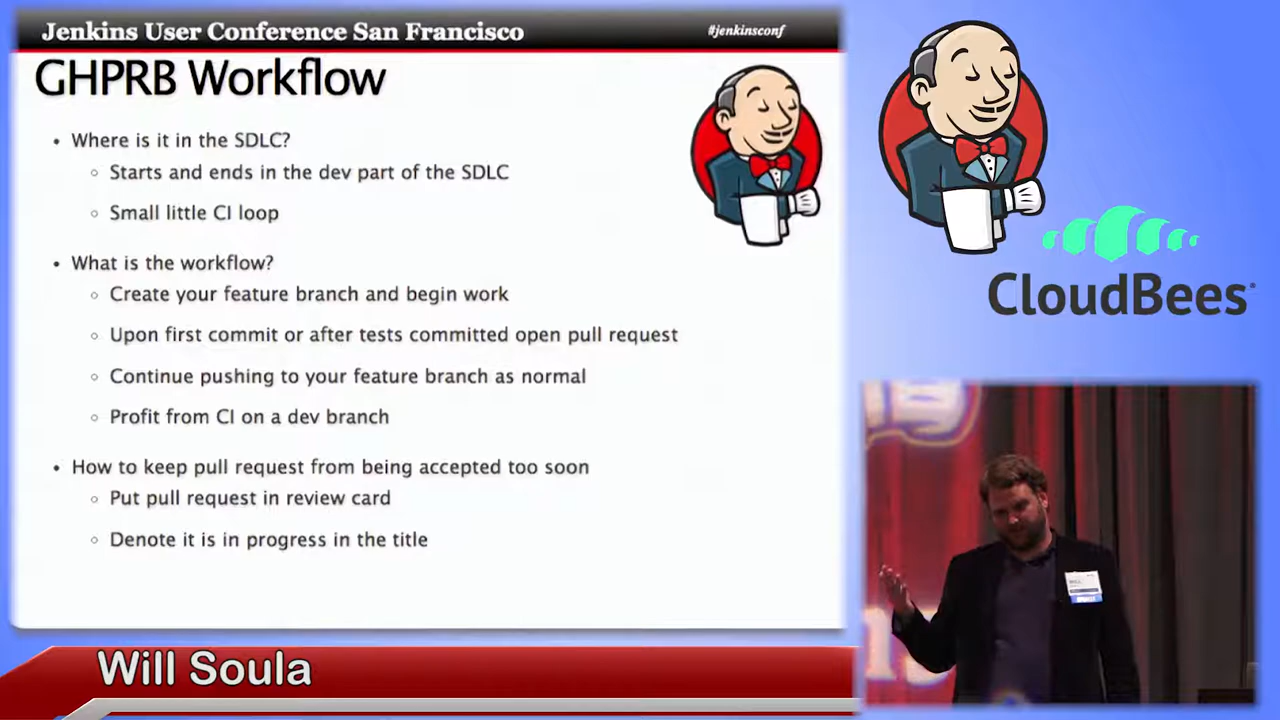 Jenkins User Conference San Francisco
#jenkinsconf
GHPRB Workflow
• Where is it in the SDLC?
◦ Starts and ends in the dev part of the SDLC
◦ Small little CI loop
• What is the workflow?
◦ Create your feature branch and begin work
◦ Upon first commit or after tests committed open pull request
◦ Continue pushing to your feature branch as normal
◦ Profit from CI on a dev branch
• How to keep pull request from being accepted too soon
◦ Put pull request in review card
◦ Denote it is in progress in the title
CloudBees
WILL
Will Soula